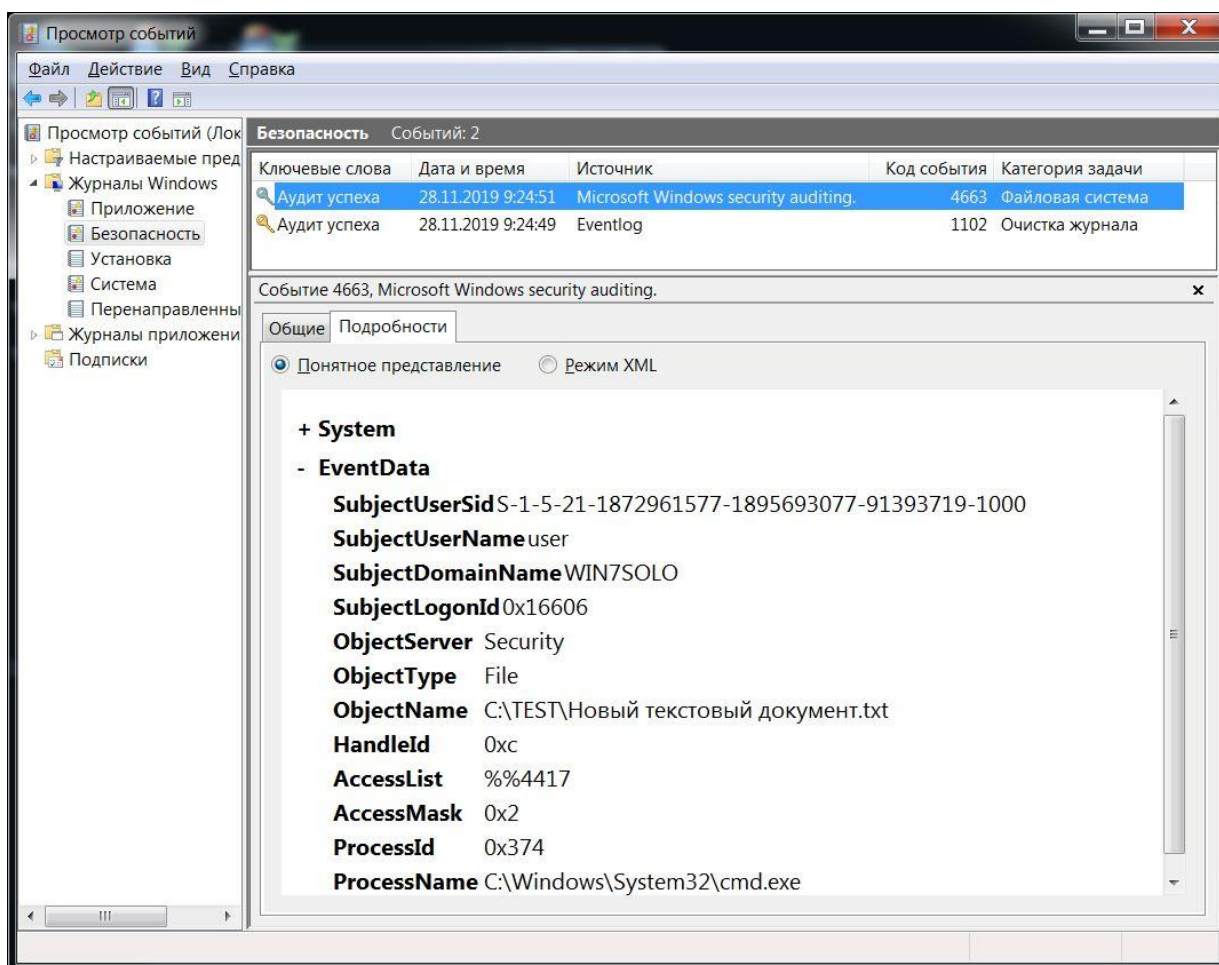 Просмотр событий
Файл Действие Вид Справка
Просмотр событий (Лок
Настраиваемые пред
Журналы Windows
Приложение
Безопасность
Установка
Система
Перенаправленны
Журналы приложени
Подписки
Безопасность Событий: 2
Ключевые слова Дата и время Источник Код события Категория задачи
Аудит успеха 28.11.2019 9:24:51 Microsoft Windows security auditing. 4663 Файловая система
Аудит успеха 28.11.2019 9:24:49 Eventlog 1102 Очистка журнала
Событие 4663, Microsoft Windows security auditing.
Общие Подробности
Понятное представление Режим XML
+ System
- EventData
SubjectUserSid S-1-5-21-1872961577-1895693077-91393719-1000
SubjectUserName user
SubjectDomainName WIN7SOLO
SubjectLogonId 0x16606
ObjectServer Security
ObjectType File
ObjectName C:\TEST\Новый текстовый документ.txt
HandleId 0xc
AccessList %%4417
AccessMask 0x2
ProcessId 0x374
ProcessName C:\Windows\System32\cmd.exe